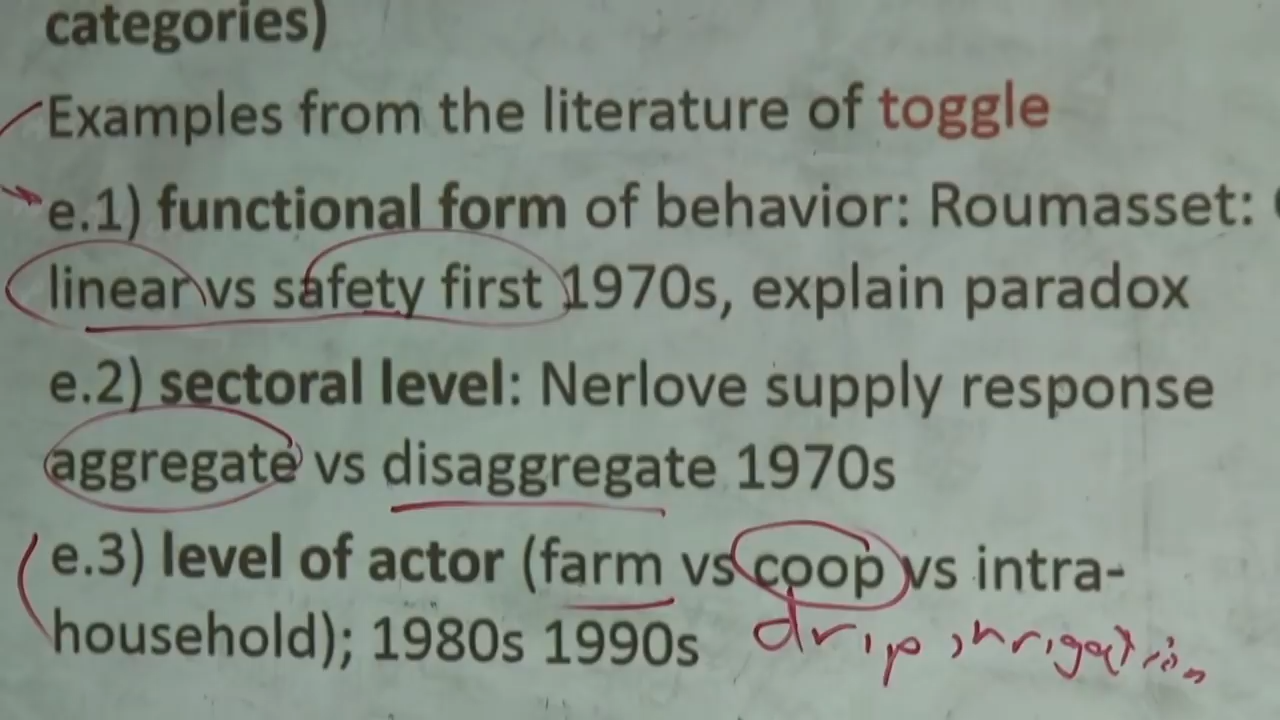 categories)
Examples from the literature of toggle
e.1) functional form of behavior: Roumasset:
linear vs safety first 1970s, explain paradox
e.2) sectoral level: Nerlove supply response
aggregate vs disaggregate 1970s
e.3) level of actor (farm vs coop vs intra-
household); 1980s 1990s
drip irrigation